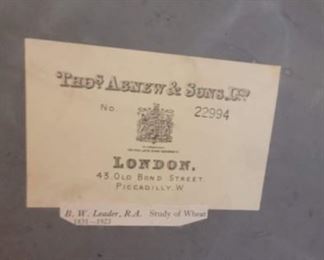 Thos. Agnew & Sons, Ltd.
No 22994
LONDON.
43, OLD BOND STREET.
PICCADILLY. W
B. W. Leader, R.A. Study of Wheat
1831—1923